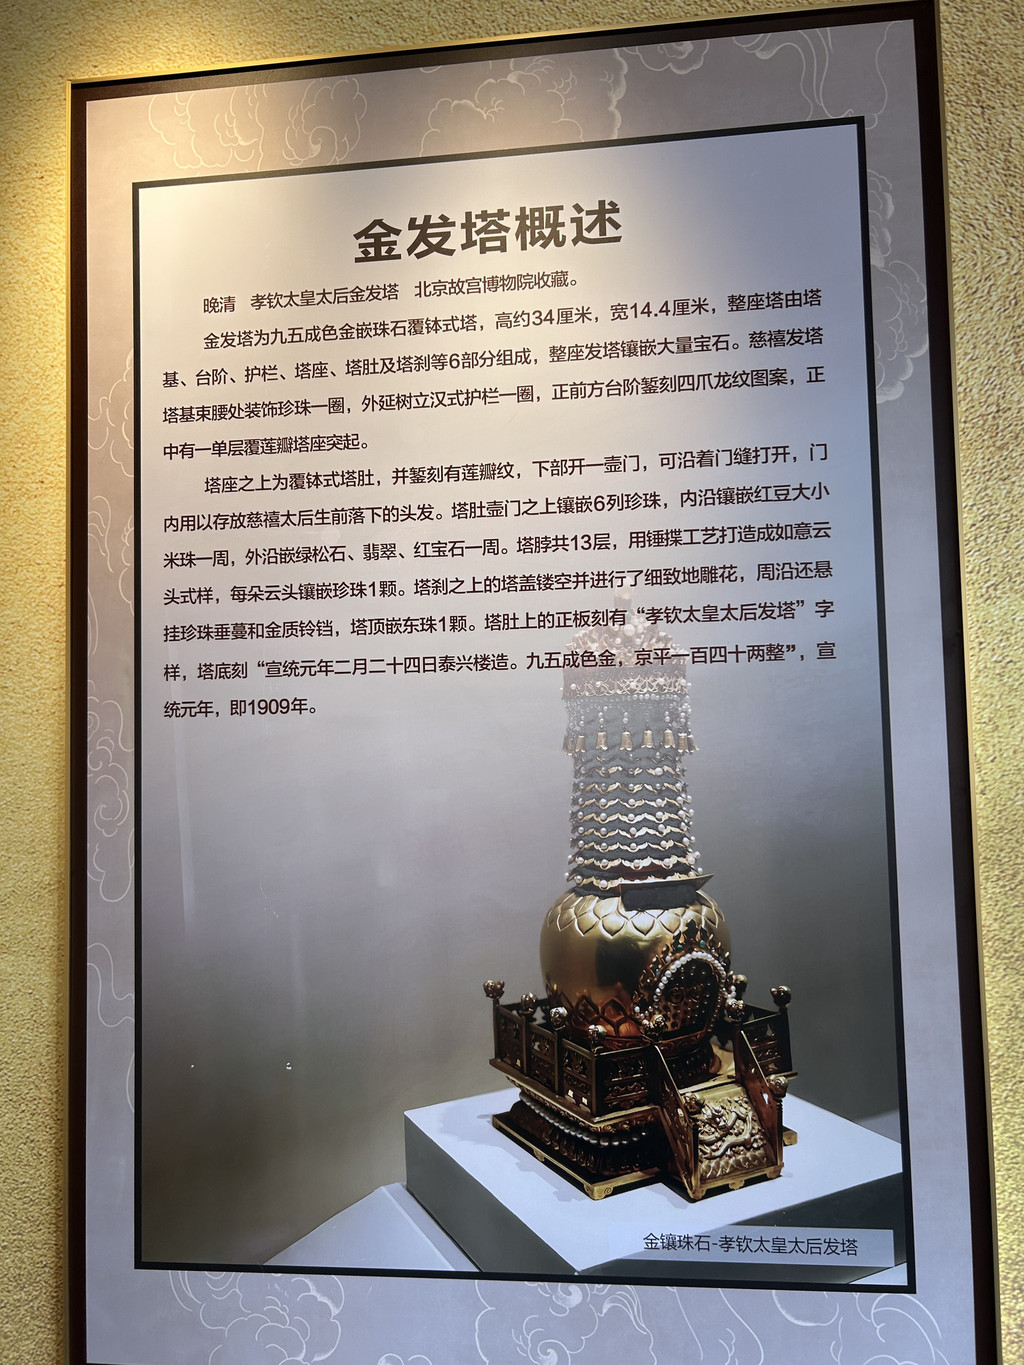 金发塔概述
晚清　孝钦太皇太后金发塔　北京故宫博物院收藏。
金发塔为九五成色金嵌珠石覆钵式塔，高约34厘米，宽14.4厘米，整座塔由塔
基、台阶、护栏、塔座、塔肚及塔刹等6部分组成，整座发塔镶嵌大量宝石。慈禧发塔
塔基束腰处装饰珍珠一圈，外延树立汉式护栏一圈，正前方台阶錾刻四爪龙纹图案，正
中有一单层覆莲瓣塔座突起。
塔座之上为覆钵式塔肚，并錾刻有莲瓣纹，下部开一壶门，可沿着门缝打开，门
内用以存放慈禧太后生前落下的头发。塔肚壶门之上镶嵌6列珍珠，内沿镶嵌红豆大小
米珠一周，外沿嵌绿松石、翡翠、红宝石一周。塔脖共13层，用锤揲工艺打造成如意云
头式样，每朵云头镶嵌珍珠1颗。塔刹之上的塔盖镂空并进行了细致地雕花，周沿还悬
挂珍珠垂蔓和金质铃铛，塔顶嵌东珠1颗。塔肚上的正板刻有“孝钦太皇太后发塔”字
样，塔底刻“宣统元年二月二十四日泰兴楼造。九五成色金，京平一百四十两整”，宣
统元年，即1909年。
金镶珠石-孝钦太皇太后发塔